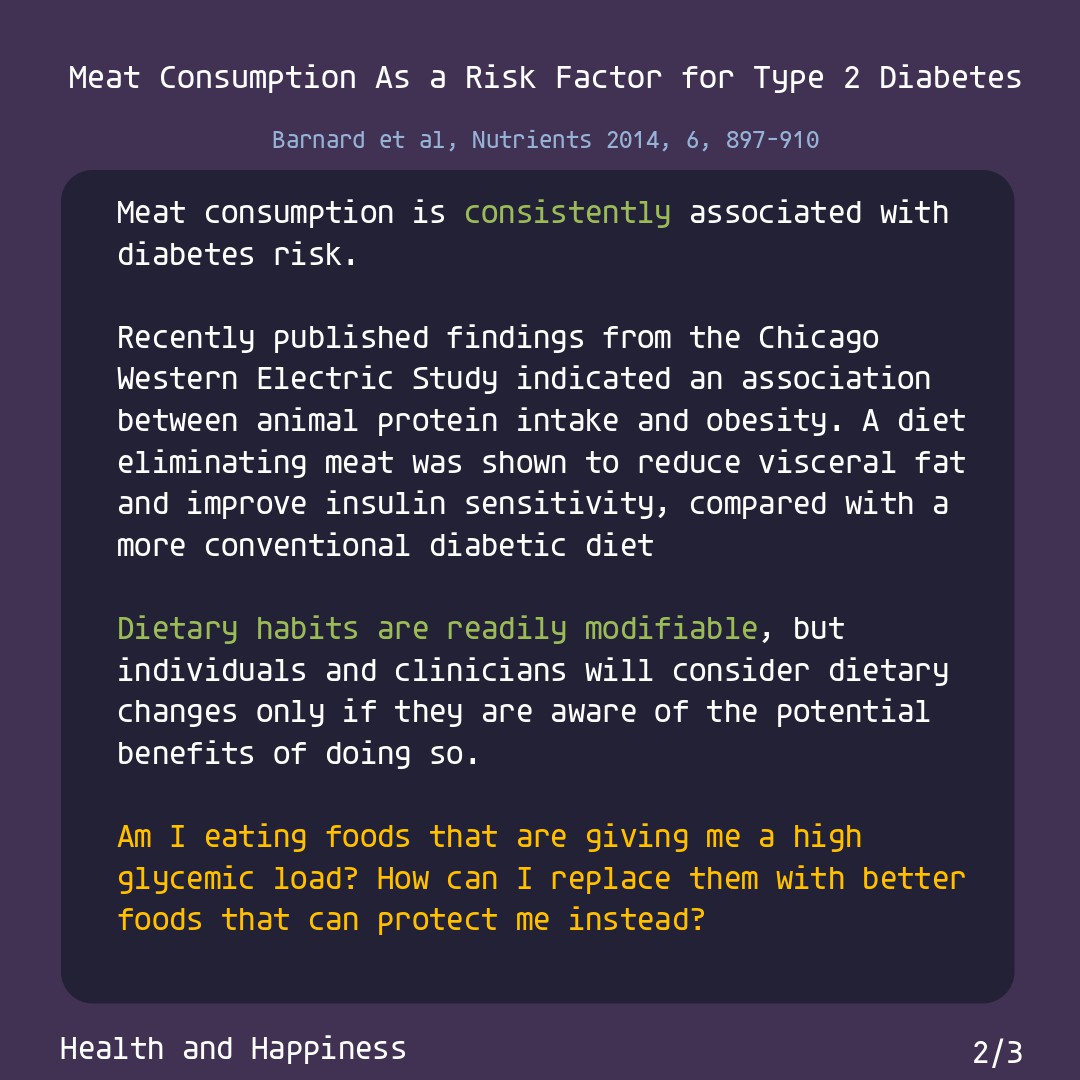 Meat Consumption As a Risk Factor for Type 2 Diabetes
Barnard et al, Nutrients 2014, 6, 897-910
Meat consumption is consistently associated with
diabetes risk.
Recently published findings from the Chicago
Western Electric Study indicated an association
between animal protein intake and obesity. A diet
eliminating meat was shown to reduce visceral fat
and improve insulin sensitivity, compared with a
more conventional diabetic diet
Dietary habits are readily modifiable, but
individuals and clinicians will consider dietary
changes only if they are aware of the potential
benefits of doing so.
Am I eating foods that are giving me a high
glycemic load? How can I replace them with better
foods that can protect me instead?
Health and Happiness
2/3